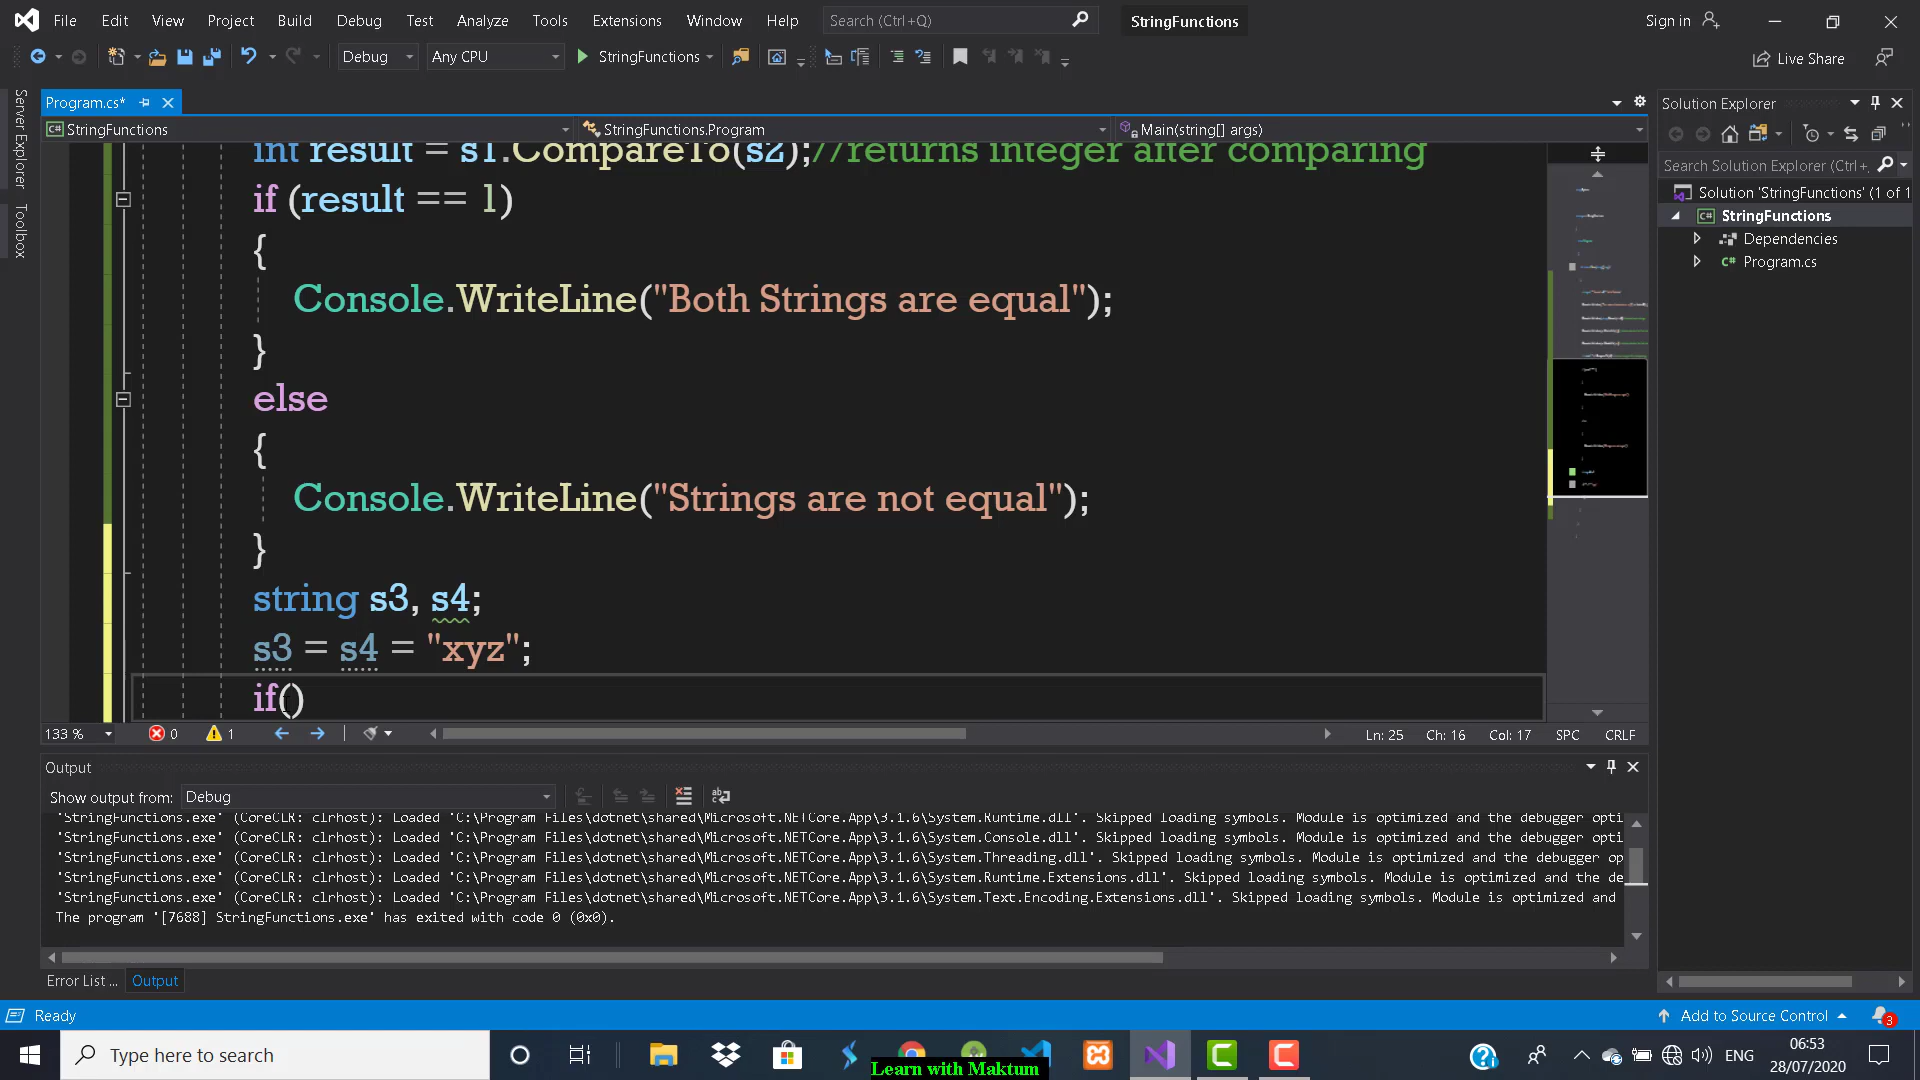 File Edit View Project Build Debug Test Analyze Tools Extensions Window Help Search (Ctrl+Q) StringFunctions Sign in
Debug Any CPU StringFunctions Live Share
Server Explorer
Toolbox
Program.cs*
StringFunctions StringFunctions.Program Main(string[] args)
int result = s1.CompareTo(s2);//returns integer after comparing
if (result == 1)
{
Console.WriteLine("Both Strings are equal");
}
else
{
Console.WriteLine("Strings are not equal");
}
string s3, s4;
s3 = s4 = "xyz";
if()
133 % 0 1 Ln: 25 Ch: 16 Col: 17 SPC CRLF
Solution Explorer
Search Solution Explorer (Ctrl+
Solution 'StringFunctions' (1 of 1
StringFunctions
Dependencies
Program.cs
Output
Show output from: Debug
'StringFunctions.exe' (CoreCLR: clrhost): Loaded 'C:\Program Files\dotnet\shared\Microsoft.NETCore.App\3.1.6\System.Runtime.dll'. Skipped loading symbols. Module is optimized and the debugger opti
'StringFunctions.exe' (CoreCLR: clrhost): Loaded 'C:\Program Files\dotnet\shared\Microsoft.NETCore.App\3.1.6\System.Console.dll'. Skipped loading symbols. Module is optimized and the debugger opti
'StringFunctions.exe' (CoreCLR: clrhost): Loaded 'C:\Program Files\dotnet\shared\Microsoft.NETCore.App\3.1.6\System.Threading.dll'. Skipped loading symbols. Module is optimized and the debugger op
'StringFunctions.exe' (CoreCLR: clrhost): Loaded 'C:\Program Files\dotnet\shared\Microsoft.NETCore.App\3.1.6\System.Runtime.Extensions.dll'. Skipped loading symbols. Module is optimized and the de
'StringFunctions.exe' (CoreCLR: clrhost): Loaded 'C:\Program Files\dotnet\shared\Microsoft.NETCore.App\3.1.6\System.Text.Encoding.Extensions.dll'. Skipped loading symbols. Module is optimized and
The program '[7688] StringFunctions.exe' has exited with code 0 (0x0).
Error List ... Output
Ready Add to Source Control 3
Type here to search ENG 06:53
28/07/2020
Learn with Maktum